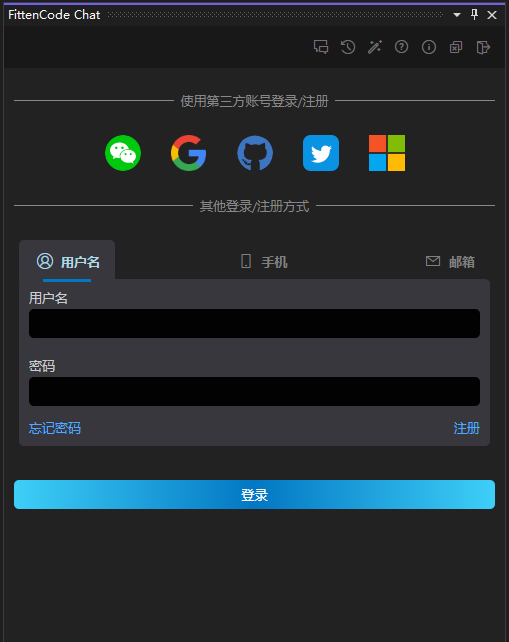 FittenCode Chat
使用第三方账号登录/注册
其他登录/注册方式
用户名 手机 邮箱
用户名
密码
忘记密码 注册
登录